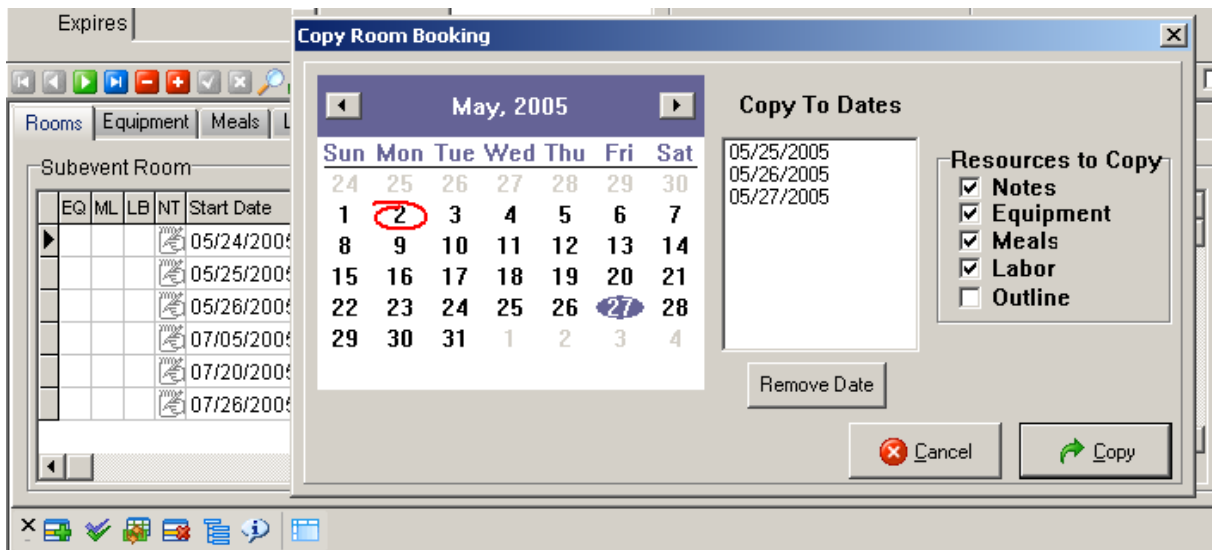 Expires
Rooms Equipment Meals L
Subevent Room
EQ ML LB NT Start Date
05/24/2005
05/25/2005
05/26/2005
07/05/2005
07/20/2005
07/26/2005
Copy Room Booking
May, 2005
Sun Mon Tue Wed Thu Fri Sat
24 25 26 27 28 29 30
1 2 3 4 5 6 7
8 9 10 11 12 13 14
15 16 17 18 19 20 21
22 23 24 25 26 27 28
29 30 31 1 2 3 4
Copy To Dates
05/25/2005
05/26/2005
05/27/2005
Remove Date
Resources to Copy
Notes
Equipment
Meals
Labor
Outline
Cancel
Copy